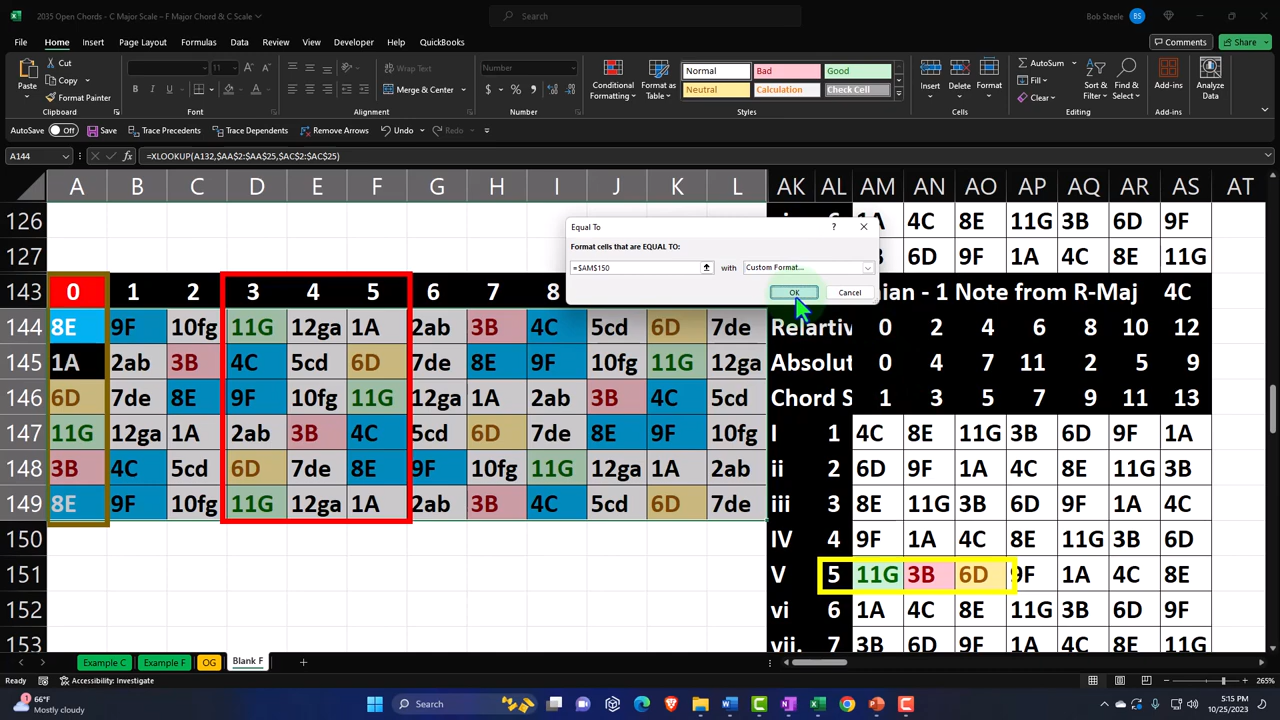 2035 Open Chords - C Major Scale – F Major Chord & C Scale
Search
Bob Steele BS
File Home Insert Page Layout Formulas Data Review View Developer Help QuickBooks
Comments Share
Cut
Copy
Format Painter
Paste
Clipboard
11
Font
Wrap Text
Merge & Center
Alignment
Number
Number
Conditional Formatting
Format as Table
Normal Bad Good
Neutral Calculation Check Cell
Styles
Insert Delete Format
Cells
AutoSum
Fill
Clear
Sort & Filter
Find & Select
Editing
Add-ins
Add-ins
Analyze Data
AutoSave Off Save Trace Precedents Trace Dependents Remove Arrows Undo Redo
A144 fx =XLOOKUP(A132,$AA$2:$AA$25,$AC$2:$AC$25)
A B C D E F G H I J K L AK AL AM AN AO AP AQ AR AS AT
126 1A 4C 8E 11G 3B 6D 9F
127 3B 6D 9F 1A 4C 8E
143 0 1 2 3 4 5 6 7 8 ian - 1 Note from R-Maj 4C
144 8E 9F 10fg 11G 12ga 1A 2ab 3B 4C 5cd 6D 7de Relartiv 0 2 4 6 8 10 12
145 1A 2ab 3B 4C 5cd 6D 7de 8E 9F 10fg 11G 12ga Absolut 0 4 7 11 2 5 9
146 6D 7de 8E 9F 10fg 11G 12ga 1A 2ab 3B 4C 5cd Chord S 1 3 5 7 9 11 13
147 11G 12ga 1A 2ab 3B 4C 5cd 6D 7de 8E 9F 10fg I 1 4C 8E 11G 3B 6D 9F 1A
148 3B 4C 5cd 6D 7de 8E 9F 10fg 11G 12ga 1A 2ab ii 2 6D 9F 1A 4C 8E 11G 3B
149 8E 9F 10fg 11G 12ga 1A 2ab 3B 4C 5cd 6D 7de iii 3 8E 11G 3B 6D 9F 1A 4C
150 IV 4 9F 1A 4C 8E 11G 3B 6D
151 V 5 11G 3B 6D 9F 1A 4C 8E
152 vi 6 1A 4C 8E 11G 3B 6D 9F
153 vii. 7 3B 6D 9F 1A 4C 8E 11G
Equal To ?
Format cells that are EQUAL TO:
=$AM$150 with Custom Format...
OK Cancel
Example C Example F OG Blank F
Ready Accessibility: Investigate 265%
1
66°F
Mostly cloudy
Search
5:15 PM
10/25/2023